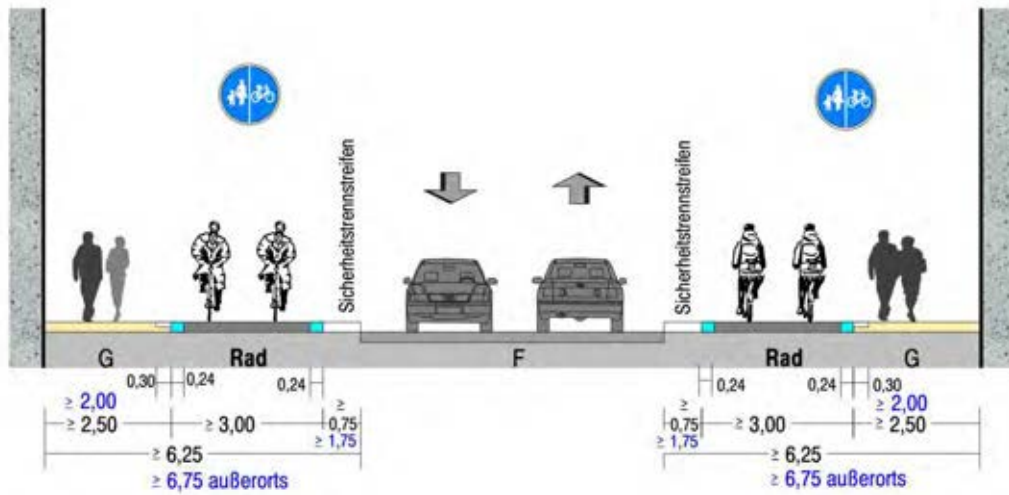 Sicherheitstrennstreifen
Sicherheitstrennstreifen
G Rad F Rad G
0,30 0,24 0,24 0,24 0,24 0,30
≥ 2,00 ≥ ≥ ≥ 2,00
≥ 2,50 ≥ 3,00 0,75 0,75 ≥ 3,00 ≥ 2,50
≥ 1,75 ≥ 1,75
≥ 6,25 ≥ 6,25
≥ 6,75 außerorts ≥ 6,75 außerorts